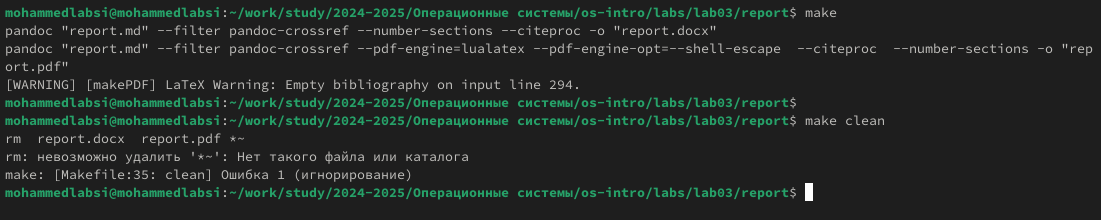 mohammedlabsi@mohammedlabsi:~/work/study/2024-2025/Операционные системы/os-intro/labs/lab03/report$ make
pandoc "report.md" --filter pandoc-crossref --number-sections --citeproc -o "report.docx"
pandoc "report.md" --filter pandoc-crossref --pdf-engine=lualatex --pdf-engine-opt=--shell-escape  --citeproc  --number-sections -o "rep
ort.pdf"
[WARNING] [makePDF] LaTeX Warning: Empty bibliography on input line 294.
mohammedlabsi@mohammedlabsi:~/work/study/2024-2025/Операционные системы/os-intro/labs/lab03/report$
mohammedlabsi@mohammedlabsi:~/work/study/2024-2025/Операционные системы/os-intro/labs/lab03/report$ make clean
rm  report.docx  report.pdf *~
rm: невозможно удалить '*~': Нет такого файла или каталога
make: [Makefile:35: clean] Ошибка 1 (игнорирование)
mohammedlabsi@mohammedlabsi:~/work/study/2024-2025/Операционные системы/os-intro/labs/lab03/report$